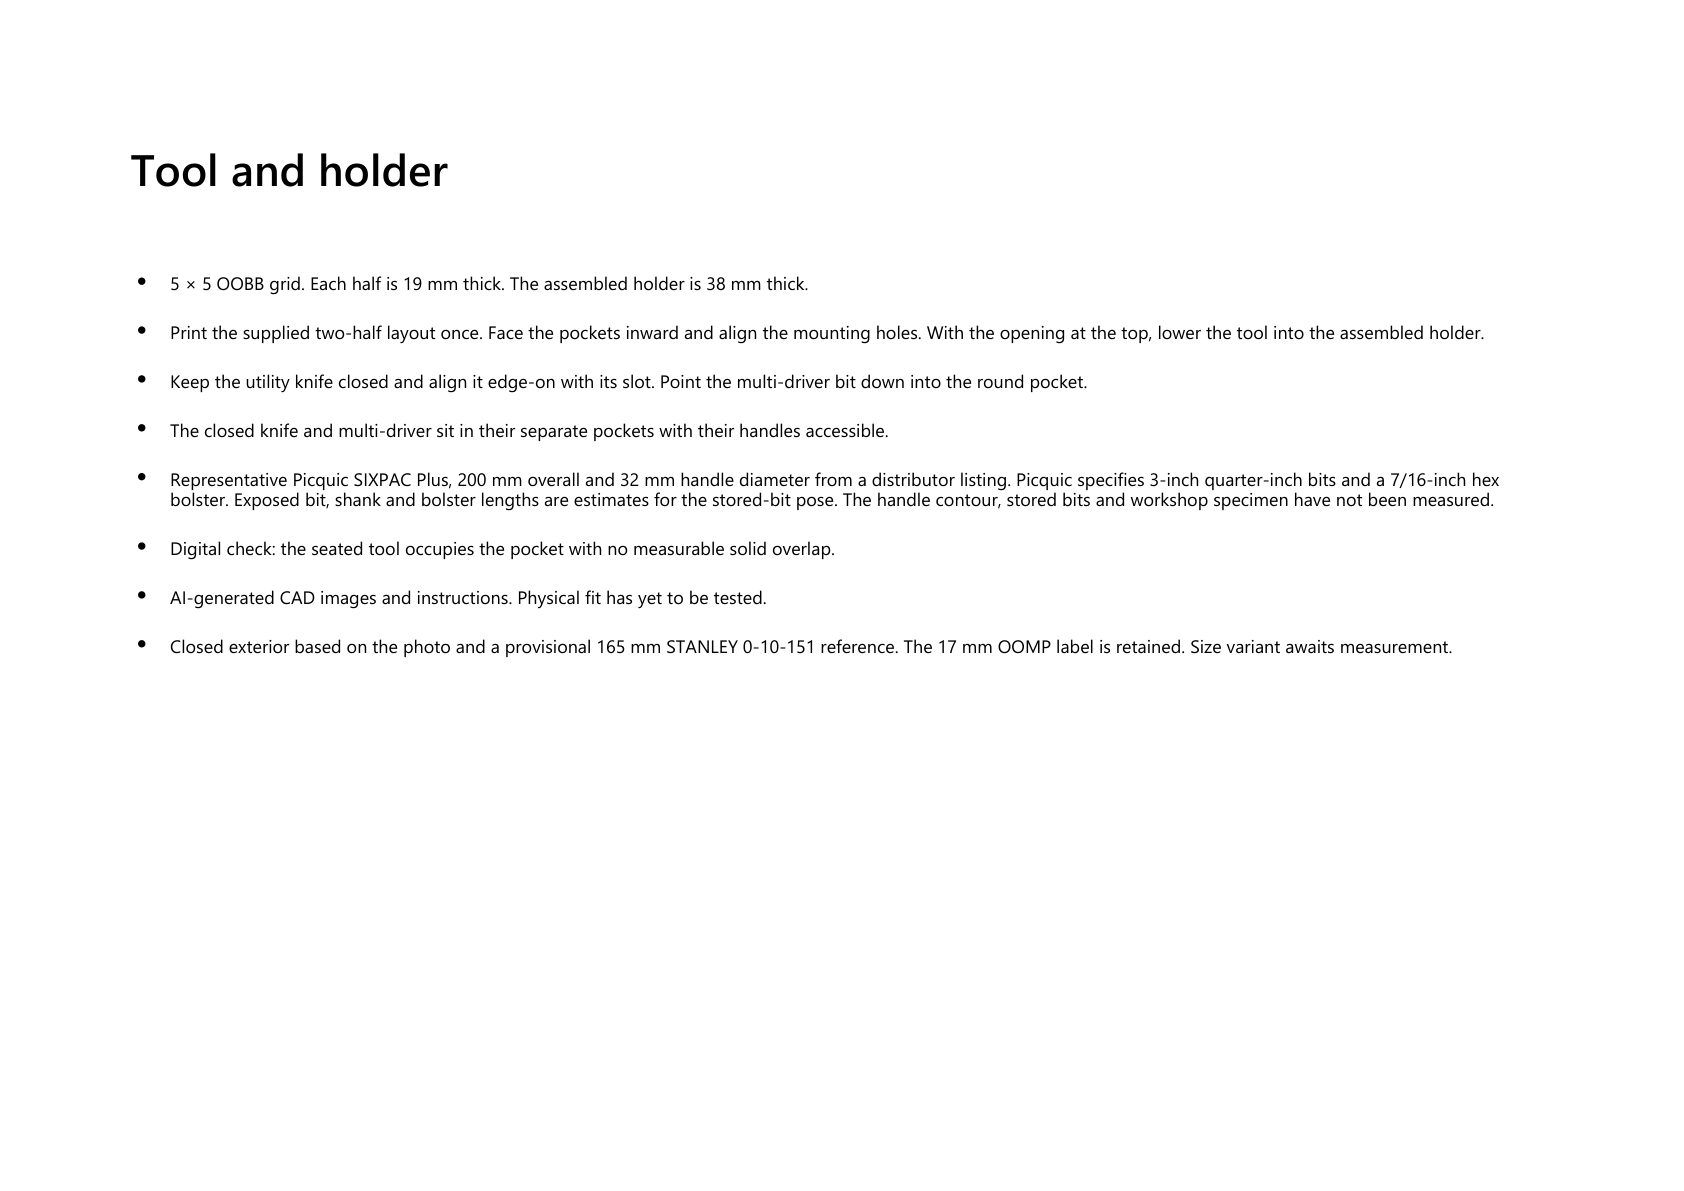 Tool and holder
• 5 × 5 OOBB grid. Each half is 19 mm thick. The assembled holder is 38 mm thick.
• Print the supplied two-half layout once. Face the pockets inward and align the mounting holes. With the opening at the top, lower the tool into the assembled holder.
• Keep the utility knife closed and align it edge-on with its slot. Point the multi-driver bit down into the round pocket.
• The closed knife and multi-driver sit in their separate pockets with their handles accessible.
• Representative Picquic SIXPAC Plus, 200 mm overall and 32 mm handle diameter from a distributor listing. Picquic specifies 3-inch quarter-inch bits and a 7/16-inch hex
bolster. Exposed bit, shank and bolster lengths are estimates for the stored-bit pose. The handle contour, stored bits and workshop specimen have not been measured.
• Digital check: the seated tool occupies the pocket with no measurable solid overlap.
• AI-generated CAD images and instructions. Physical fit has yet to be tested.
• Closed exterior based on the photo and a provisional 165 mm STANLEY 0-10-151 reference. The 17 mm OOMP label is retained. Size variant awaits measurement.